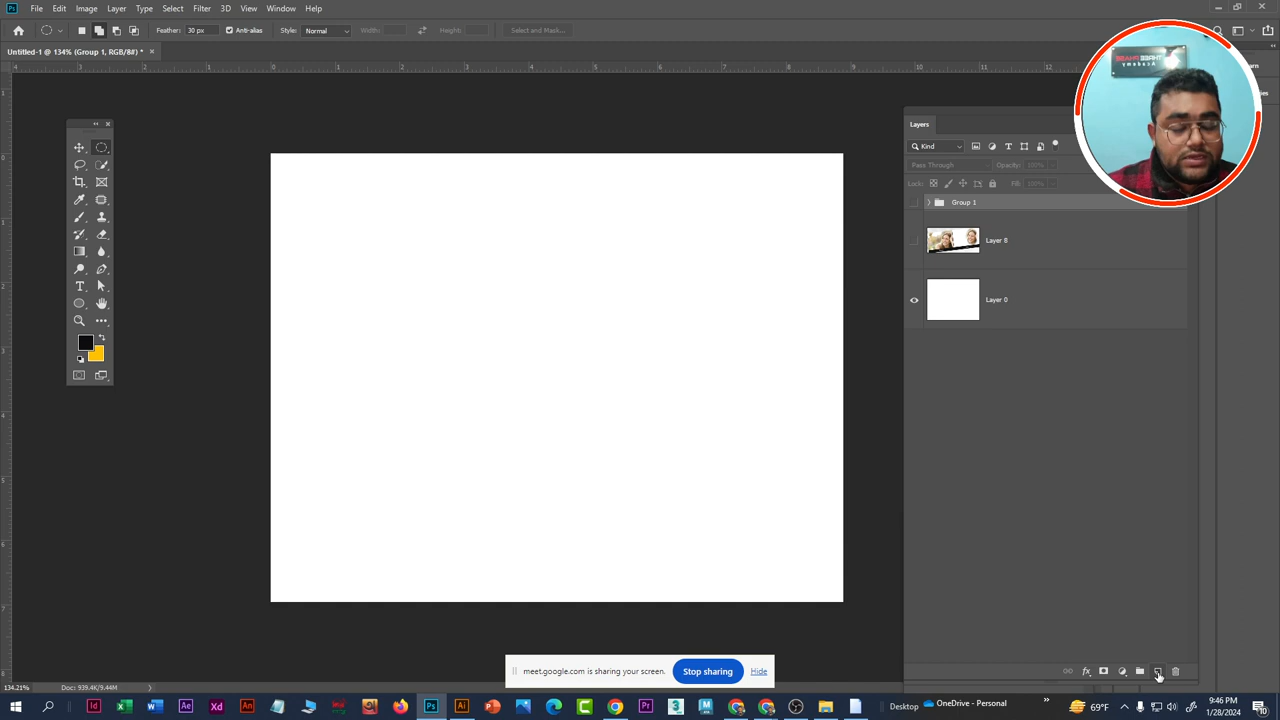 Ps File Edit Image Layer Type Select Filter 3D View Window Help
Feather: 30 px Anti-alias Style: Normal Width: Height: Select and Mask...
Untitled-1 @ 134% (Group 1, RGB/8#) *
Layers
Kind
Pass Through Opacity: 100%
Lock: Fill: 100%
Group 1
Layer 8
Layer 0
meet.google.com is sharing your screen. Stop sharing Hide
134.21% Doc: 939.4K/9.44M
Desktop OneDrive - Personal 69°F 9:46 PM
1/28/2024